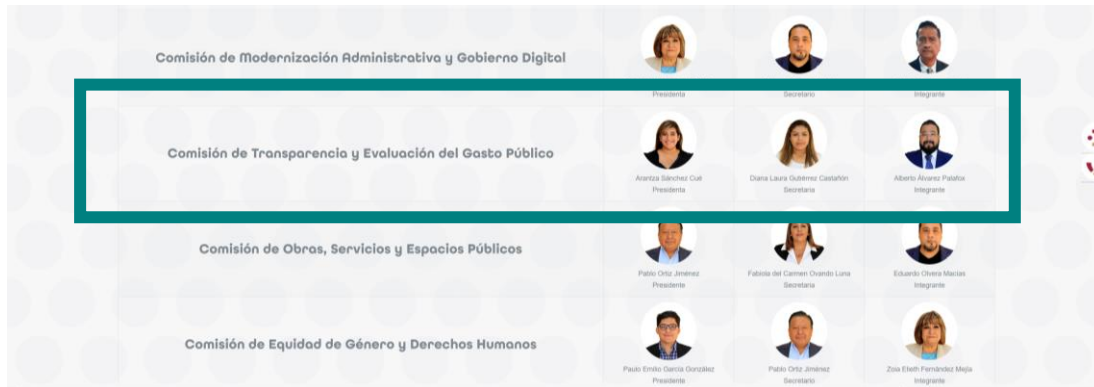 Comisión de Modernización Administrativa y Gobierno Digital
Presidenta
Secretario
Integrante
Comisión de Transparencia y Evaluación del Gasto Público
Arantza Sánchez Cué
Presidenta
Diana Laura Gutiérrez Castañón
Secretaria
Alberto Álvarez Palafox
Integrante
Comisión de Obras, Servicios y Espacios Públicos
Pablo Ortiz Jiménez
Presidente
Fabiola del Carmen Ovando Luna
Secretaria
Eduardo Olvera Macías
Integrante
Comisión de Equidad de Género y Derechos Humanos
Paulo Emilio García González
Presidente
Pablo Ortiz Jiménez
Secretario
Zoia Elieth Fernández Mejía
Integrante